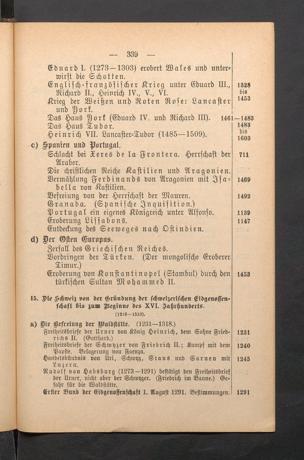 — 339 —
Eduard I. (1273—1303) erobert Wales und unter-
wirft die Schotten.
Englisch-französischer Krieg unter Eduard III., 1328
Richard II., Heinrich IV., V., VI. bis
Krieg der Weißen und Roten Rose: Lancaster 1453
und York.
Das Haus York (Eduard IV. und Richard III). 1461—1483
Das Haus Tudor. 1483
Heinrich VII. Lancaster-Tudor (1485—1509). bis
1603
c) Spanien und Portugal.
Schlacht bei Xeres de la Frontera. Herrschaft der 711
Araber.
Die christlichen Reiche Kastilien und Arragonien.
Vermählung Ferdinands von Arragonien mit Isa- 1469
bella von Kastilien.
Befreiung von der Herrschaft der Mauren. 1492
Granada. (Spanische Inquisition)
Portugal ein eigenes Königreich unter Alfonso. 1139
Eroberung Lissabons. 1147
Entdeckung des Seeweges nach Ostindien.
d) Der Osten Europas.
Zerfall des Griechischen Reiches.
Vordringen der Türken. (Der mongolische Eroberer
Timur.)
Eroberung von Konstantinopel (Stambul) durch den 1453
türkischen Sultan Mohammed II.
15. Die Schweiz von der Gründung der schweizerischen Eidgenossen-
schaft bis zum Beginne des XVI. Jahrhunderts.
a) Die Befreiung der Waldstätte. (1231—1318.)
Freiheitsbriefe der Urner von König Heinrich, dem Sohne Fried- 1231
richs II. (Gotthard.)
Freiheitsbriefe der Schwyzer von Friedrich II.; Kampf mit dem 1240
Papste. Belagerung von Faenza.
Hordelbündnis von Uri, Schwyz, Glarus und Sarnen mit 1245
Luzern.
Rudolf von Habsburg (1273—1291) bestätigt den Freiheitsbrief
der Urner, nicht aber der Schwyzer. (Friedrich im Banne.) Ge-
fahr für die Waldstätte.
Erster Bund der Eidgenossenschaft 1. August 1291. Bestimmungen. 1291